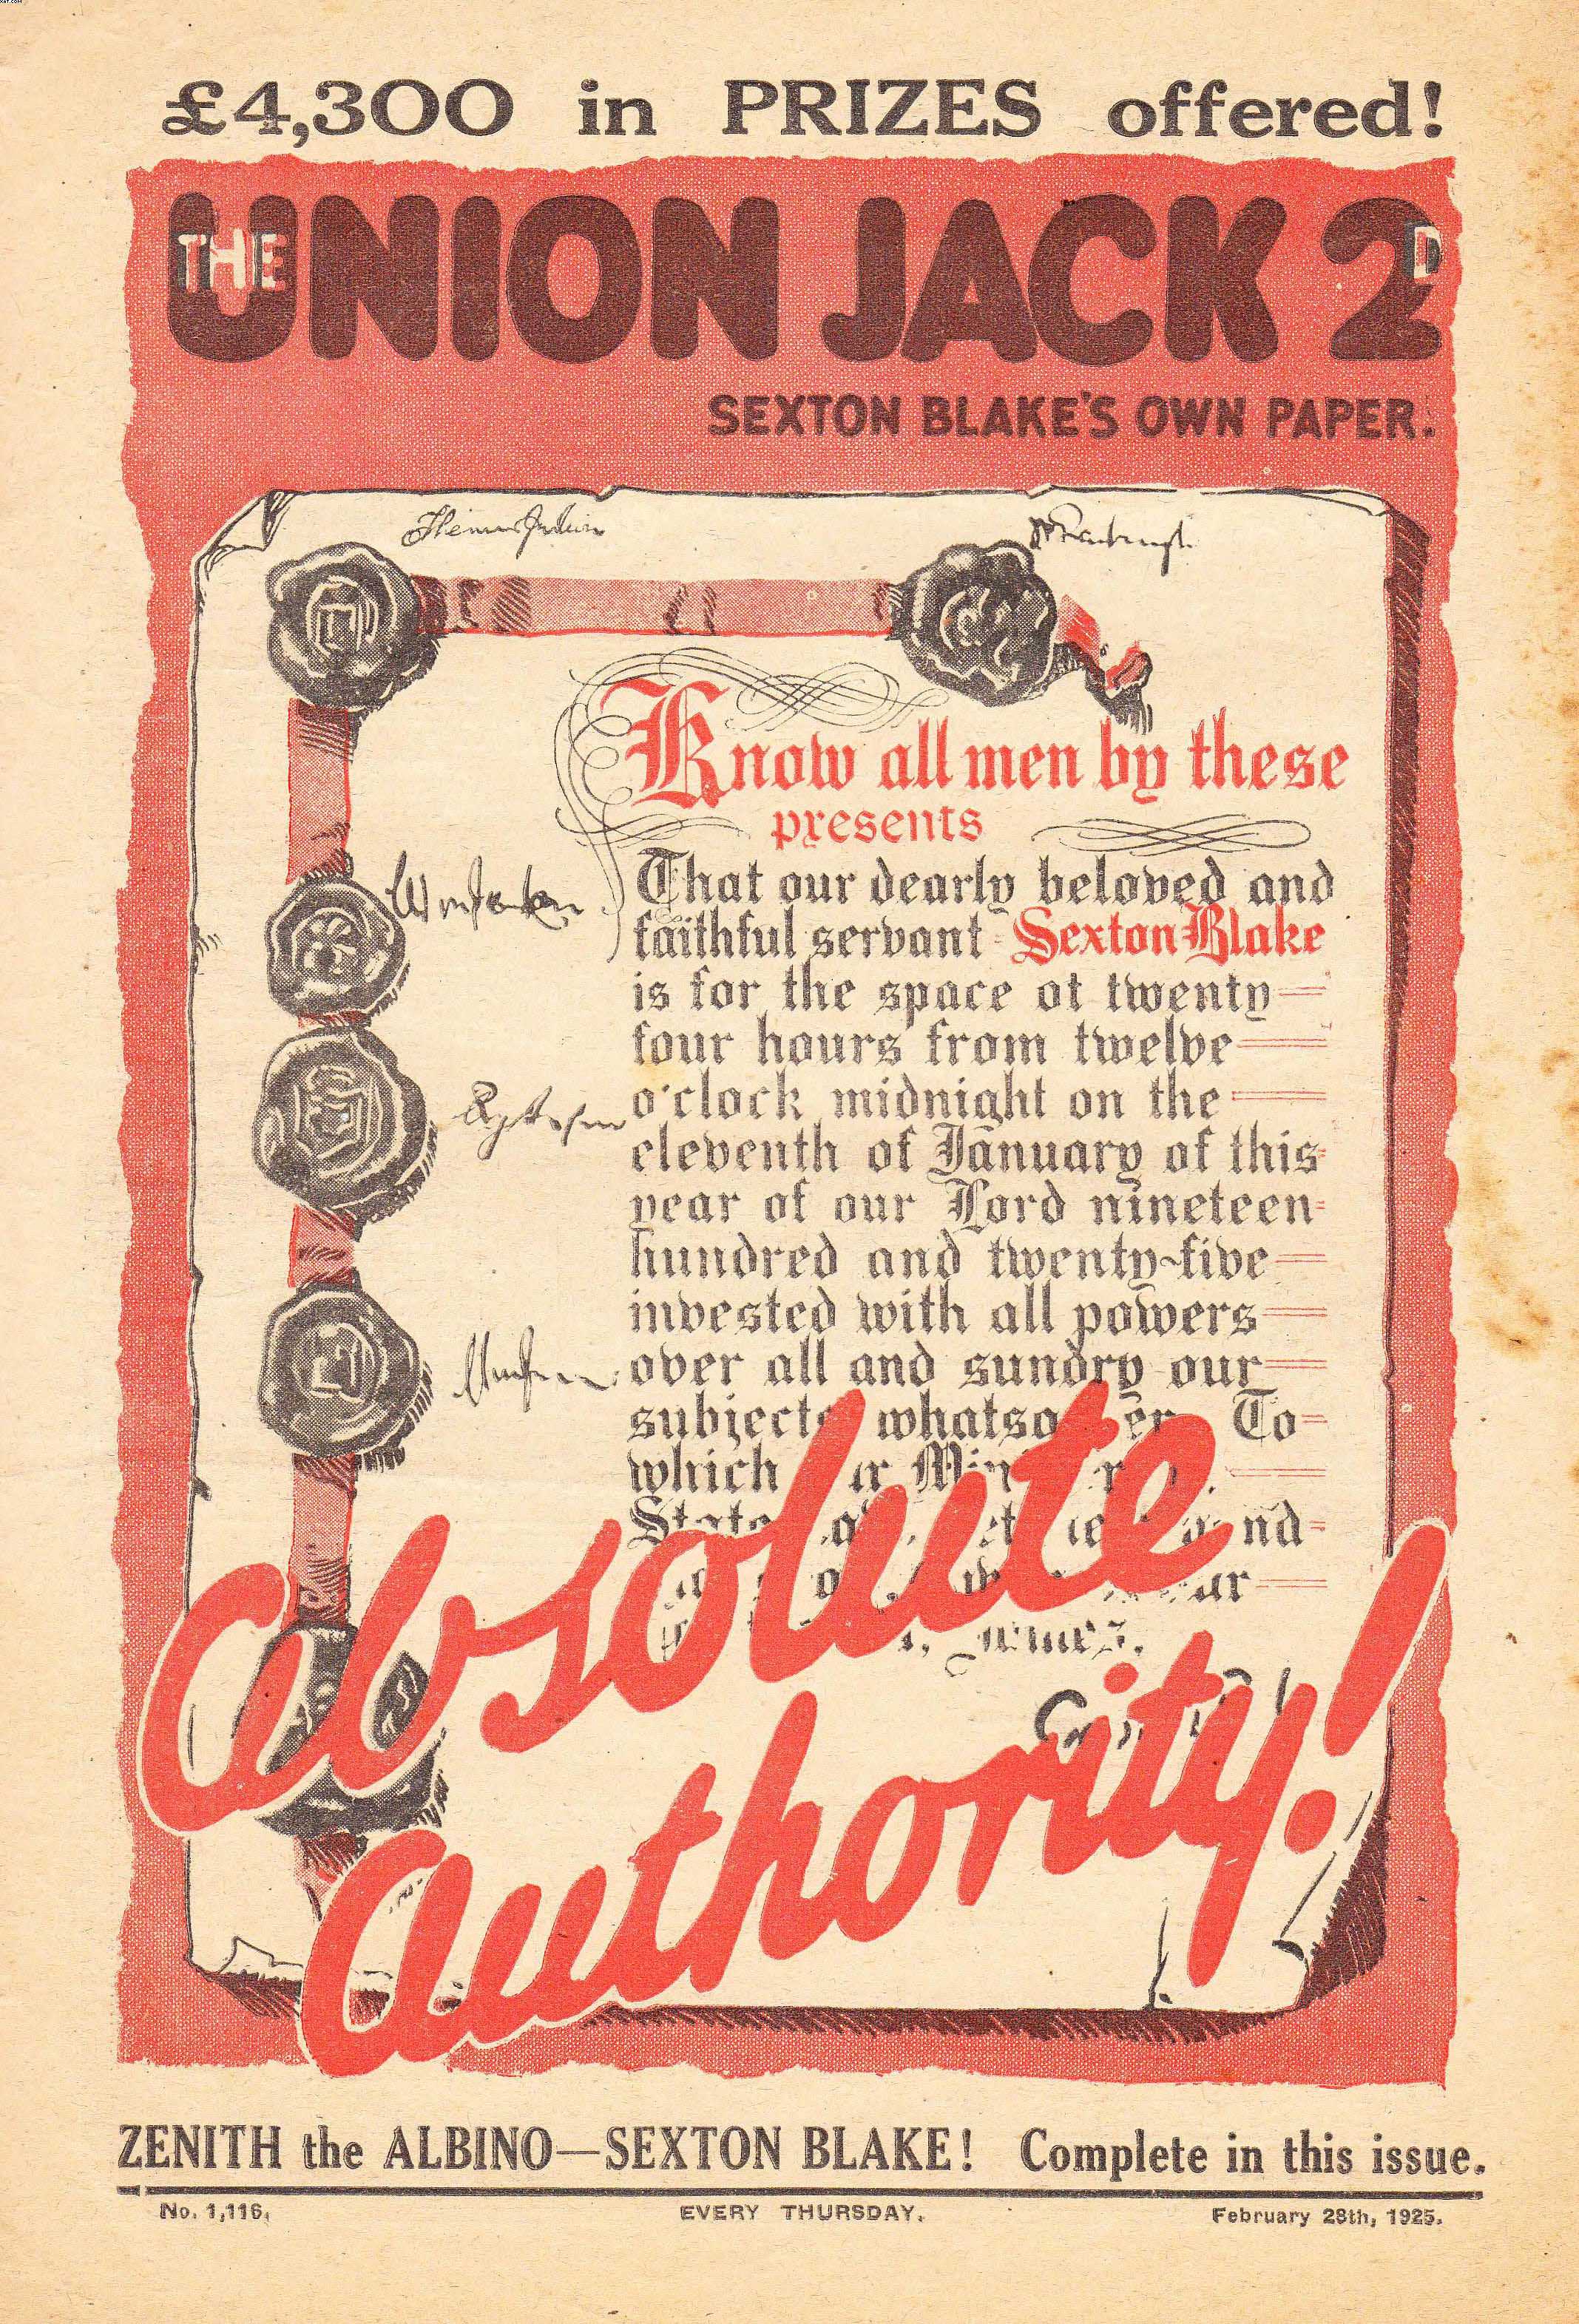 £4,300 in PRIZES offered!
THE UNION JACK 2D
SEXTON BLAKE'S OWN PAPER.
Know all men by these
presents
That our dearly beloved and
faithful servant Sexton Blake
is for the space of twenty
four hours from twelve
o'clock midnight on the
eleventh of January of this
year of our Lord nineteen
hundred and twenty-five
invested with all powers
over all and sundry our
subjects whatsoever To
which
Absolute
Authority!
ZENITH the ALBINO—SEXTON BLAKE! Complete in this issue.
No. 1,116. EVERY THURSDAY. February 28th, 1925.